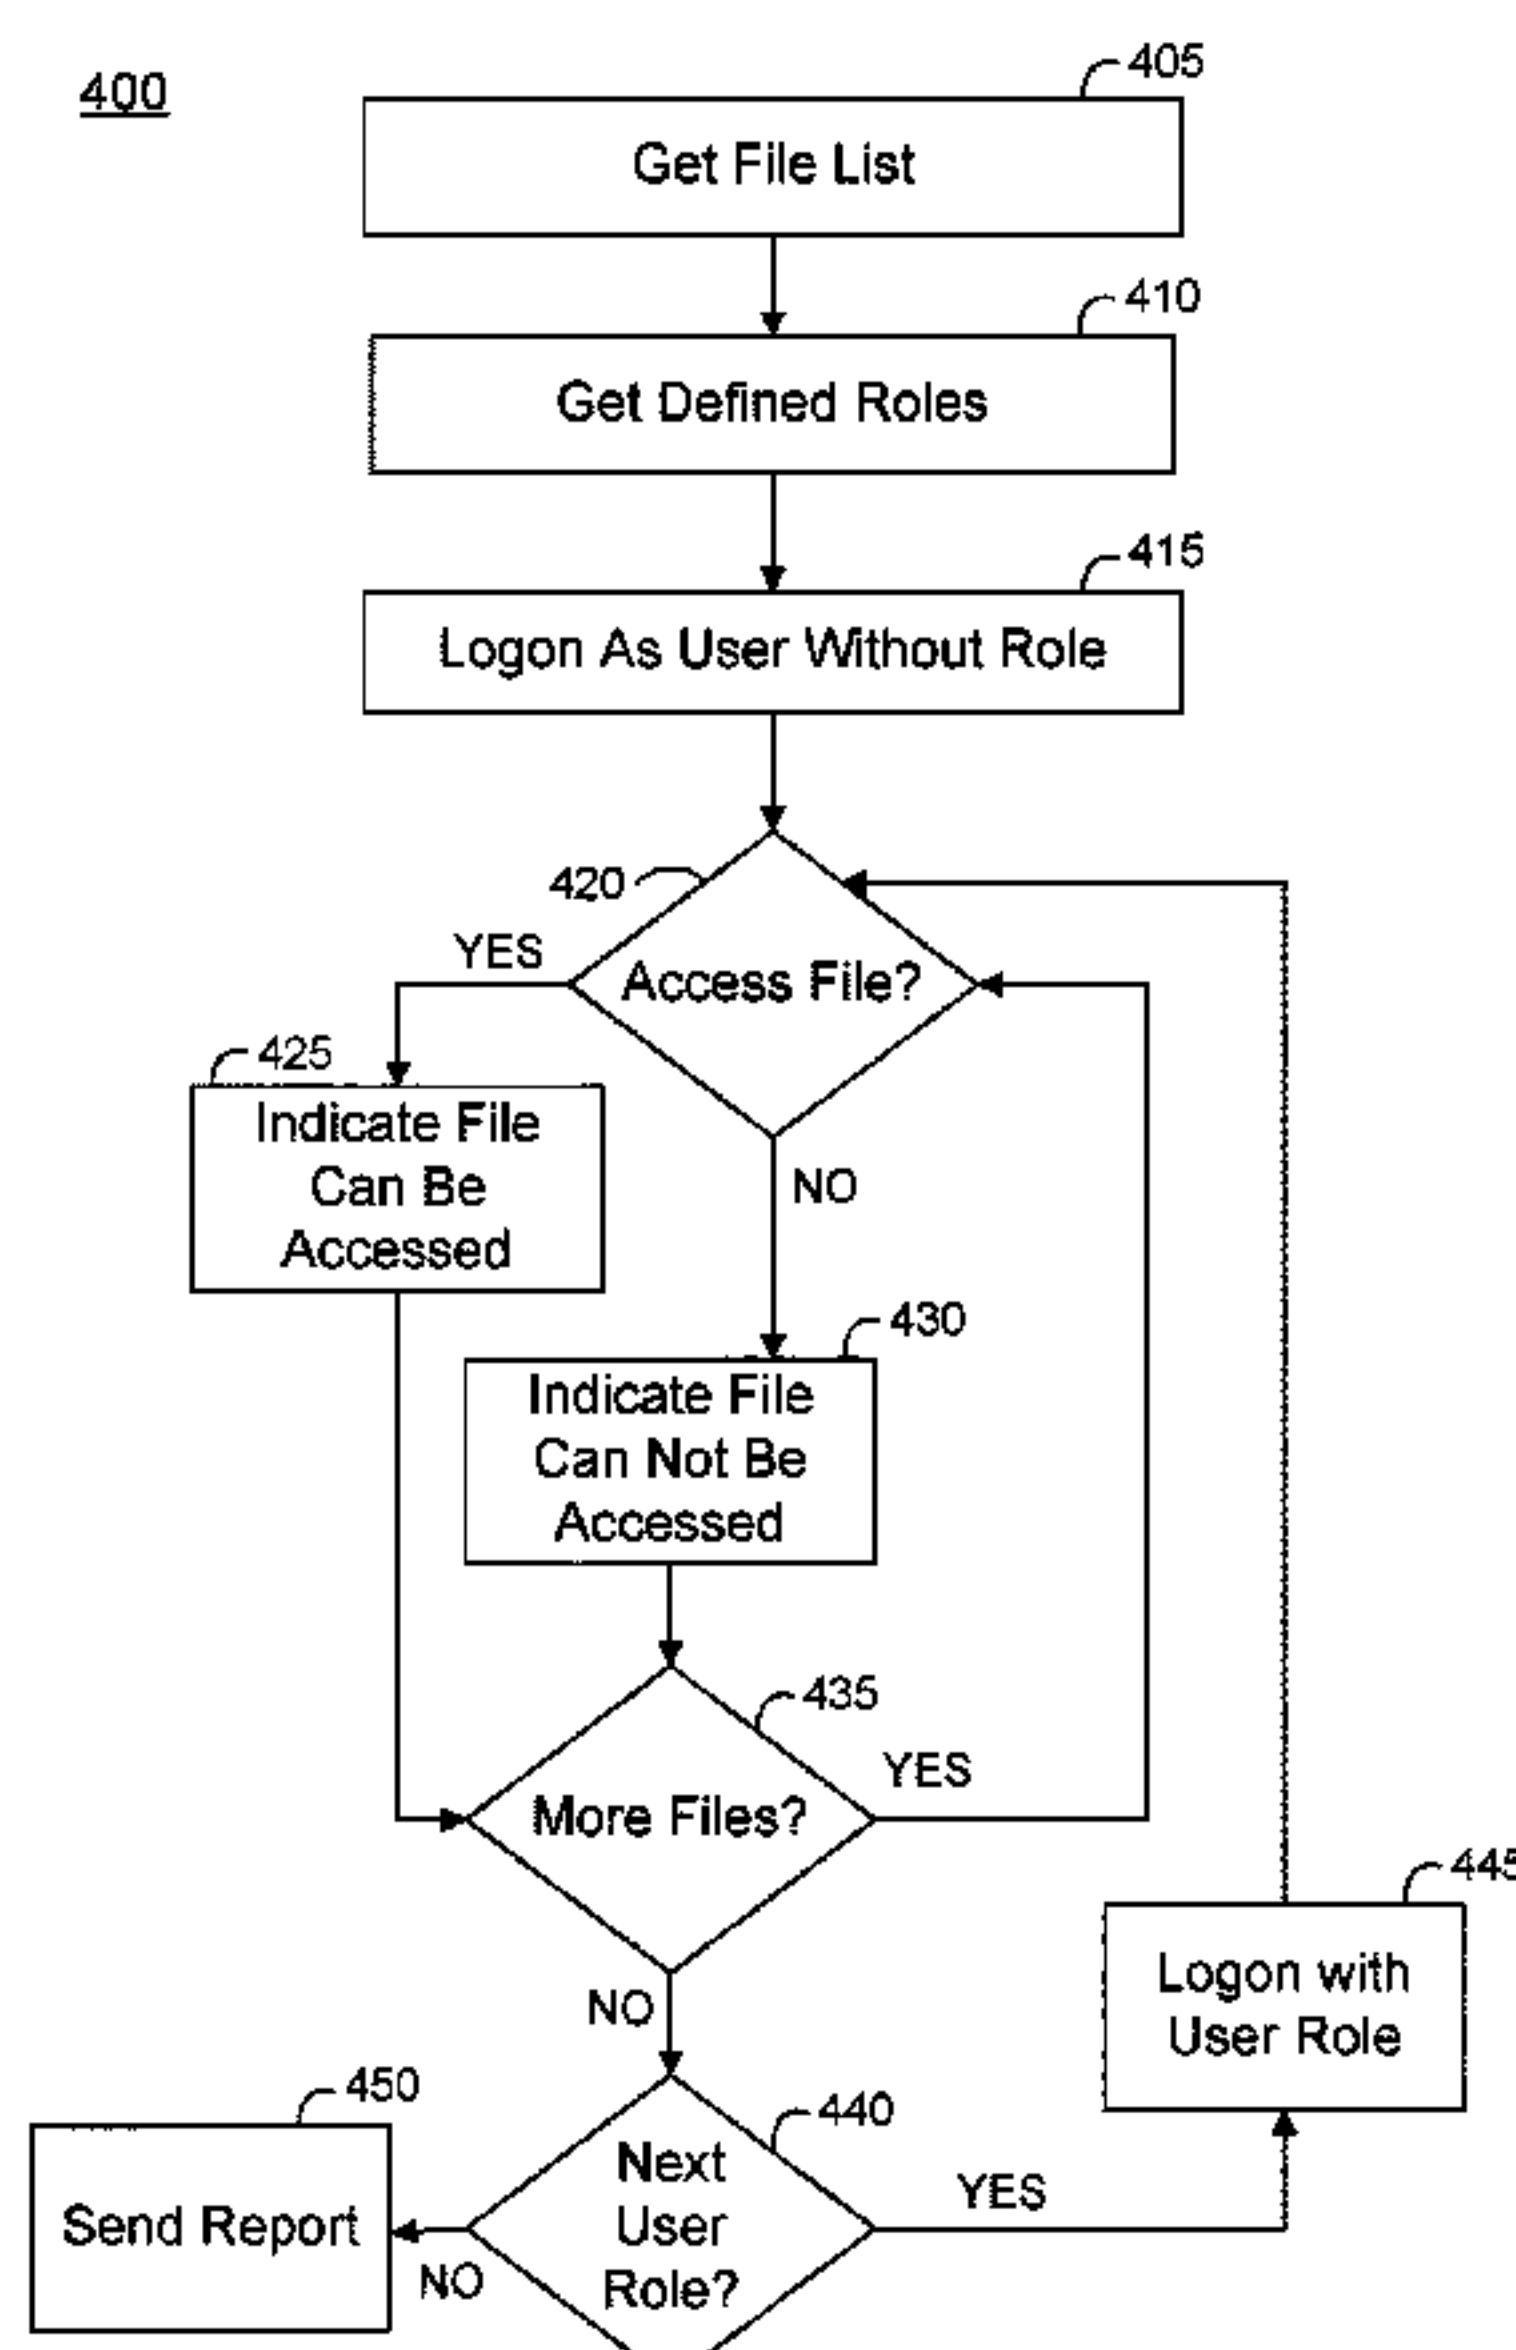 400
405
Get File List
410
Get Defined Roles
415
Logon As User Without Role
420
YES
Access File?
425
Indicate File
Can Be
Accessed
NO
430
Indicate File
Can Not Be
Accessed
435
More Files?
YES
445
Logon with
User Role
NO
450
Send Report
440
Next
User
Role?
YES
NO